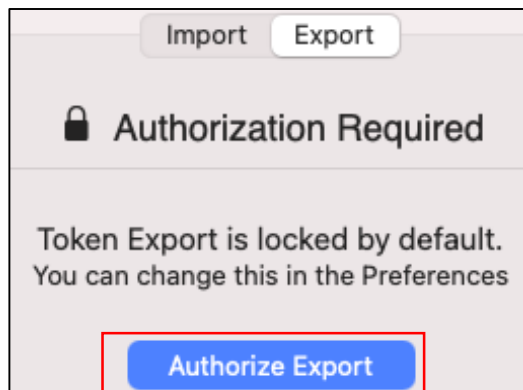 Import Export
Authorization Required
Token Export is locked by default.
You can change this in the Preferences
Authorize Export